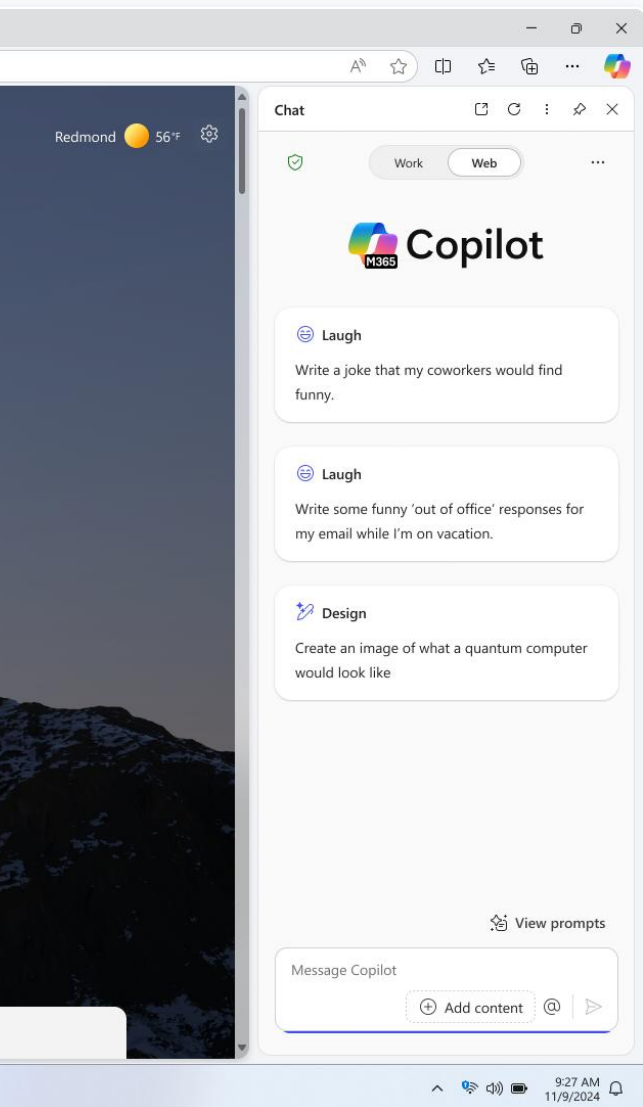 Redmond 56°F
Chat
Work Web
M365 Copilot
Laugh
Write a joke that my coworkers would find
funny.
Laugh
Write some funny ‘out of office’ responses for
my email while I’m on vacation.
Design
Create an image of what a quantum computer
would look like
View prompts
Message Copilot
Add content @
9:27 AM
11/9/2024